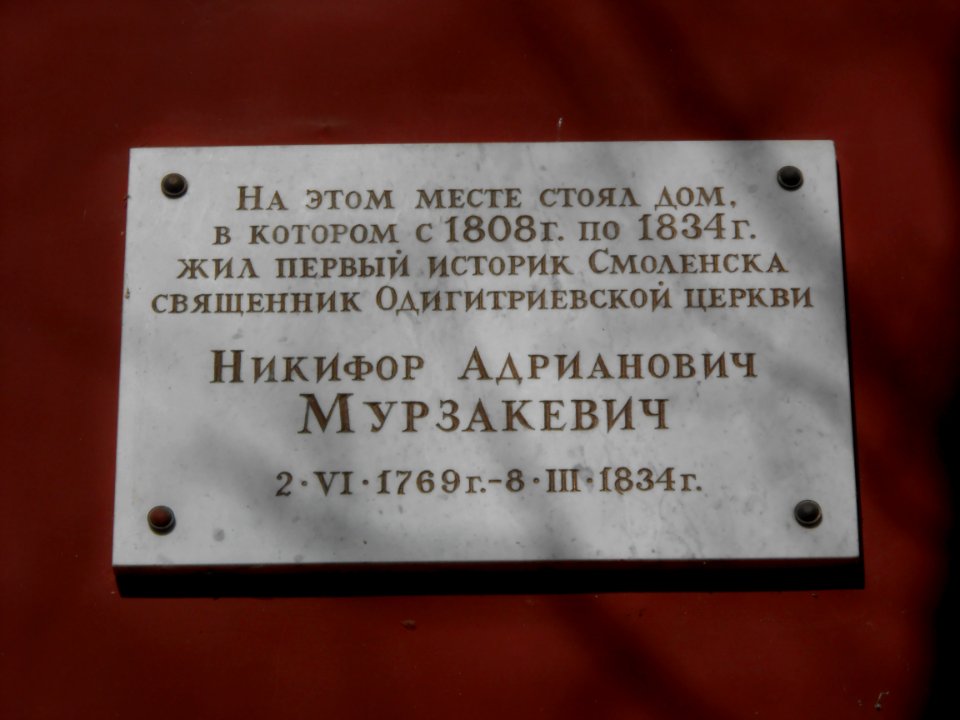 На этом месте стоял дом,
в котором с 1808г. по 1834г.
жил первый историк Смоленска
священник Одигитриевской церкви
Никифор Адрианович
Мурзакевич
2·VI·1769г.-8·III·1834г.